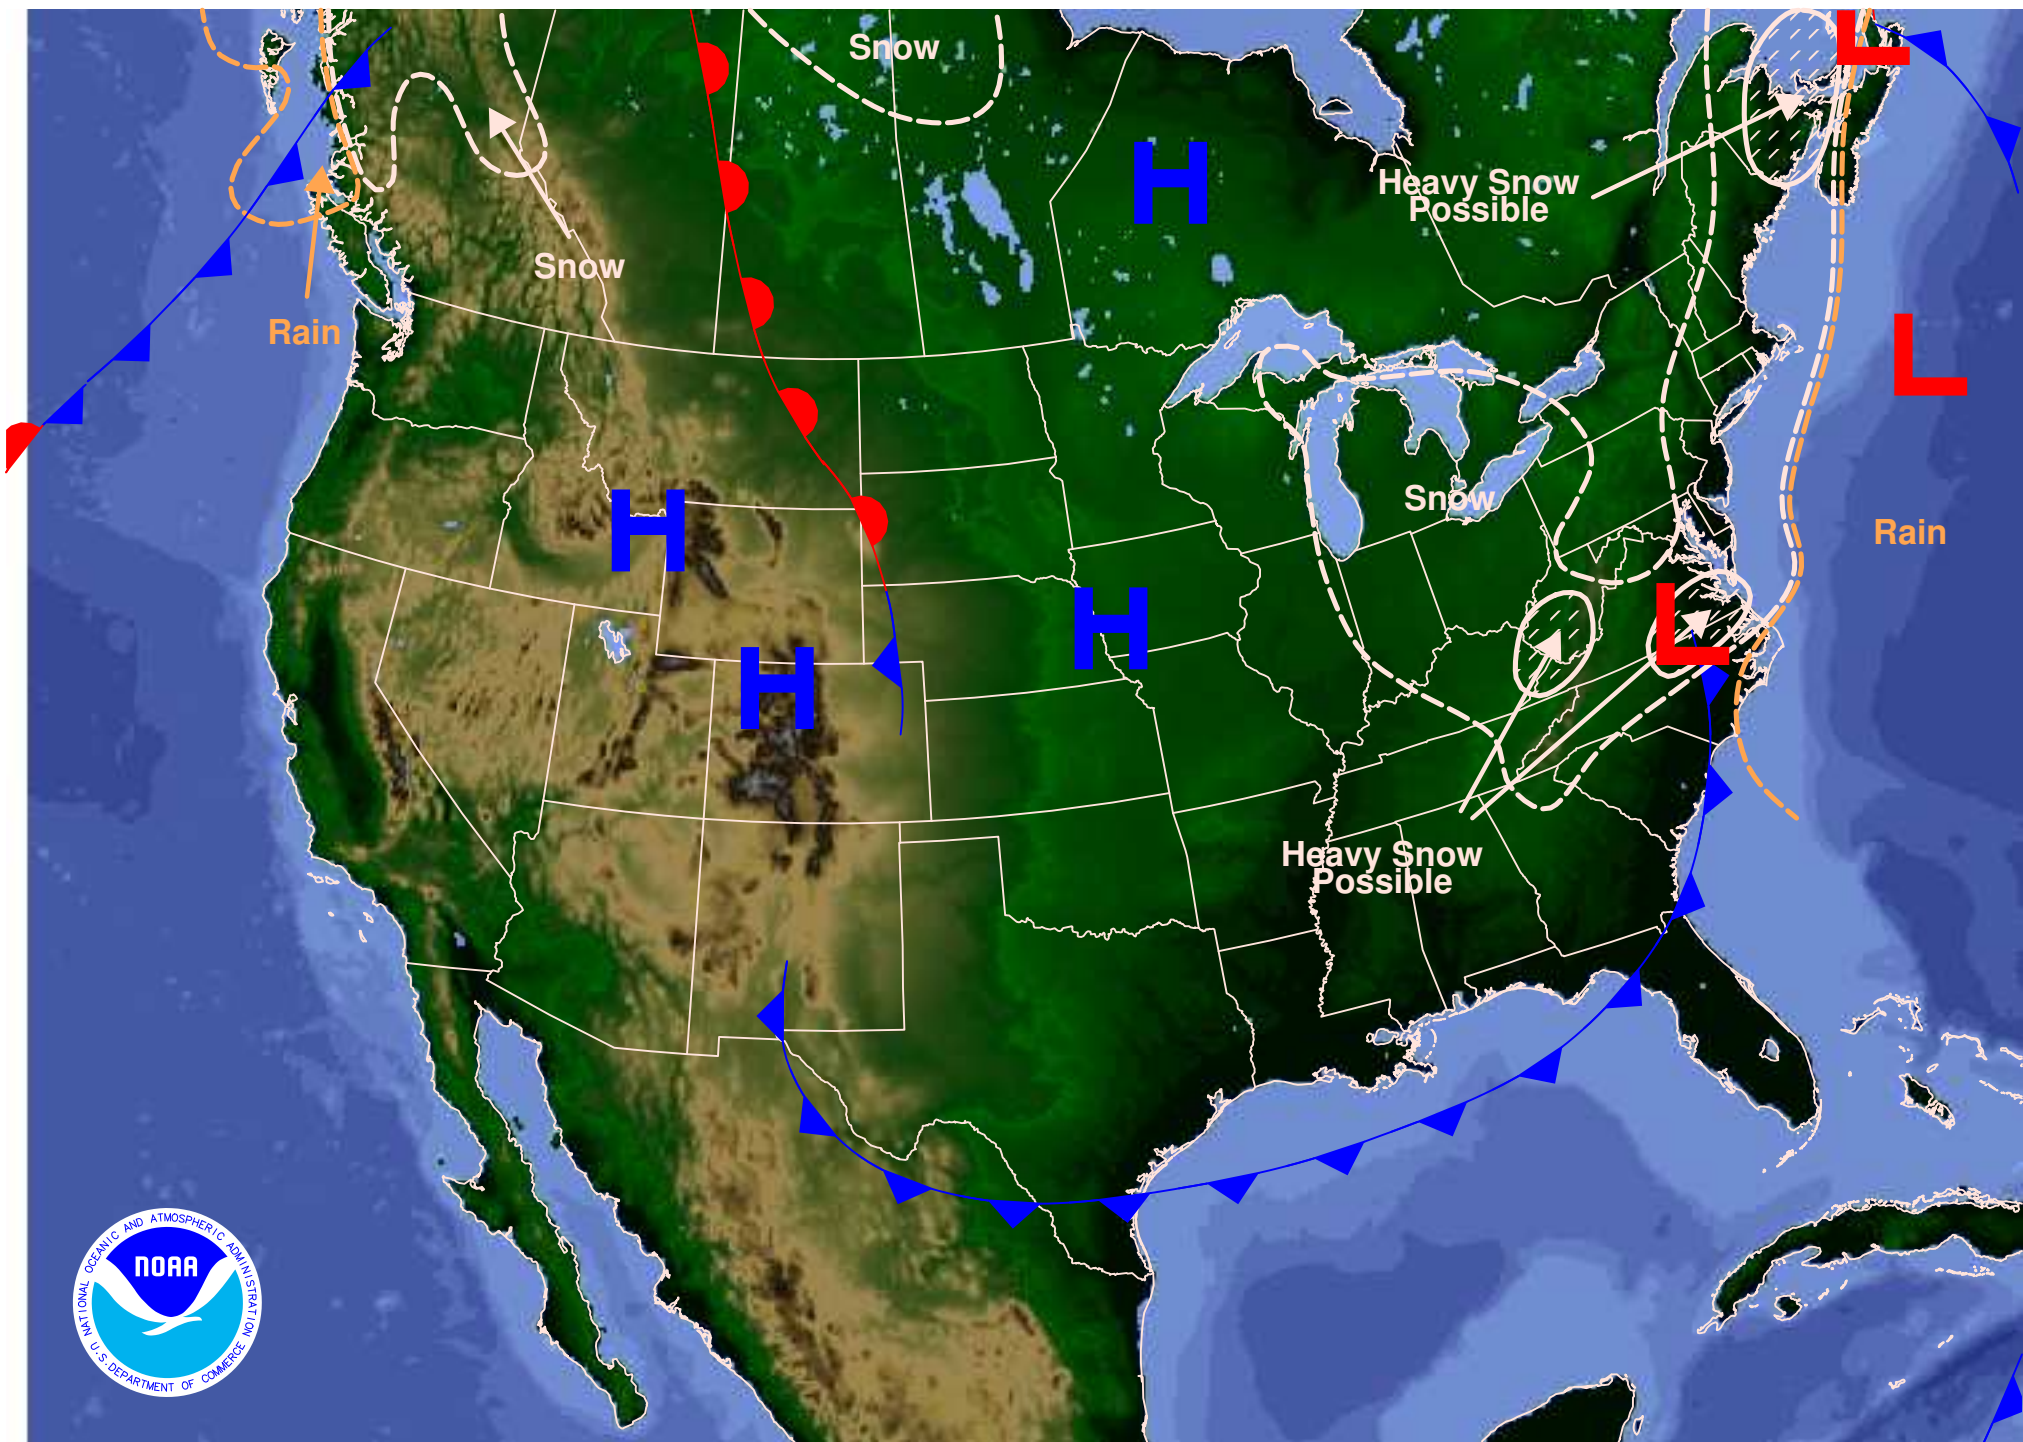 Snow
L
H
Heavy Snow
Possible
Snow
Rain
L
H
Snow
Rain
H
L
H
Heavy Snow
Possible
NATIONAL OCEANIC AND ATMOSPHERIC ADMINISTRATION
NOAA
U.S. DEPARTMENT OF COMMERCE